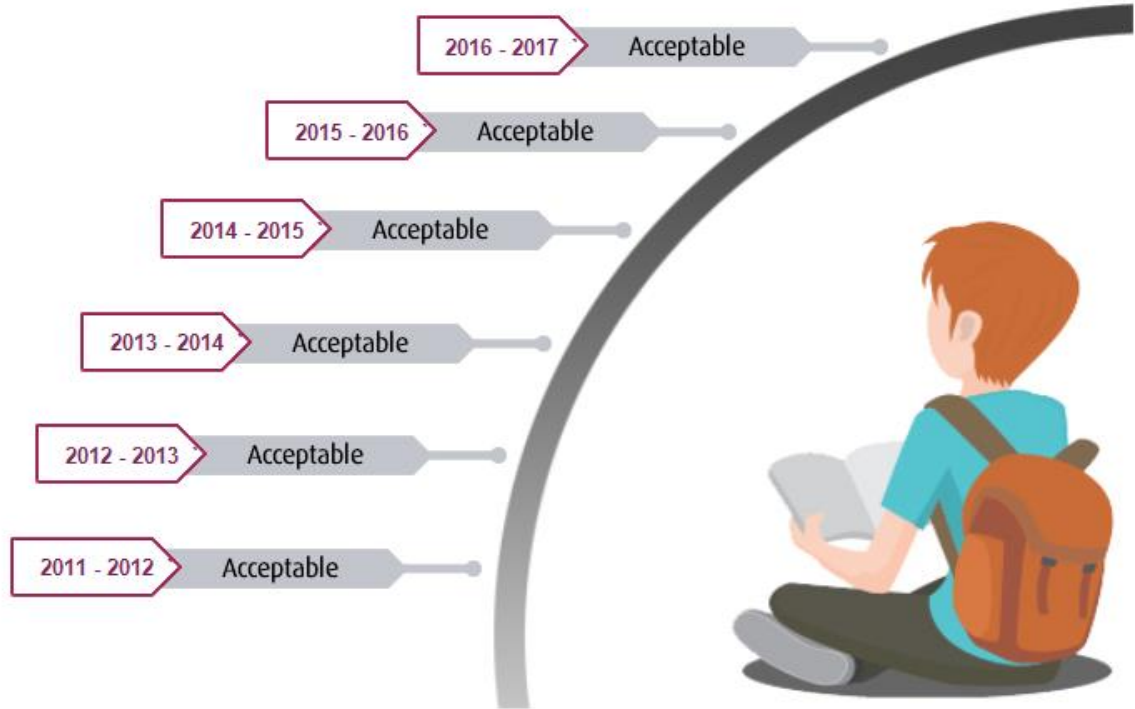 2016 - 2017 Acceptable
2015 - 2016 Acceptable
2014 - 2015 Acceptable
2013 - 2014 Acceptable
2012 - 2013 Acceptable
2011 - 2012 Acceptable